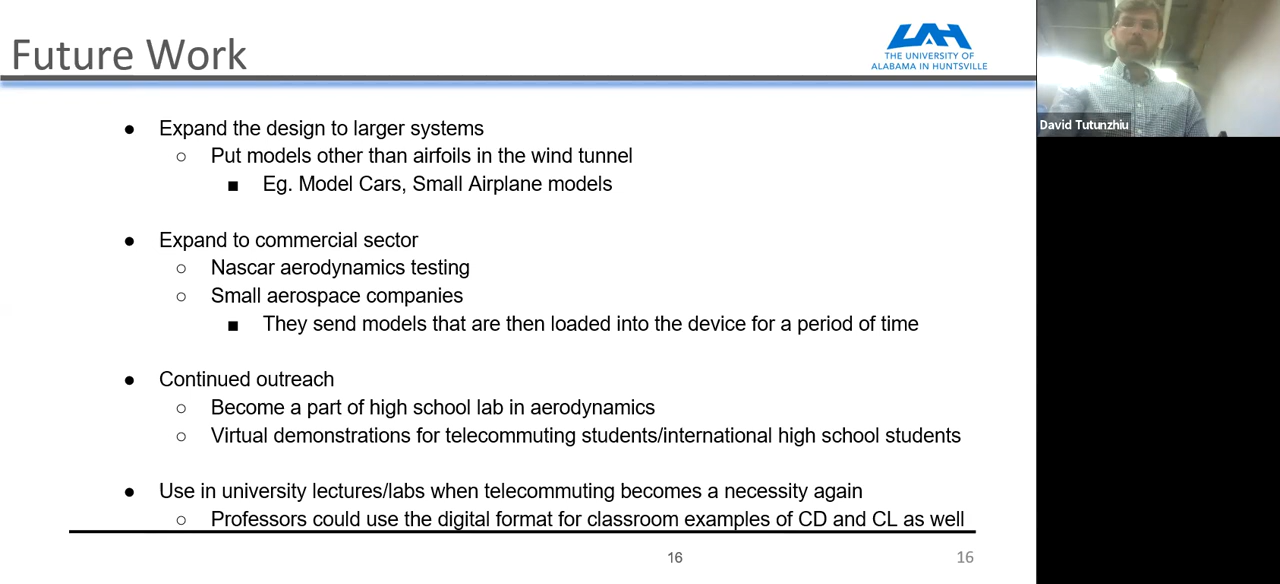 Future Work
UAH
THE UNIVERSITY OF
ALABAMA IN HUNTSVILLE
David Tutunzhiu
● Expand the design to larger systems
○ Put models other than airfoils in the wind tunnel
■ Eg. Model Cars, Small Airplane models
● Expand to commercial sector
○ Nascar aerodynamics testing
○ Small aerospace companies
■ They send models that are then loaded into the device for a period of time
● Continued outreach
○ Become a part of high school lab in aerodynamics
○ Virtual demonstrations for telecommuting students/international high school students
● Use in university lectures/labs when telecommuting becomes a necessity again
○ Professors could use the digital format for classroom examples of CD and CL as well
16
16